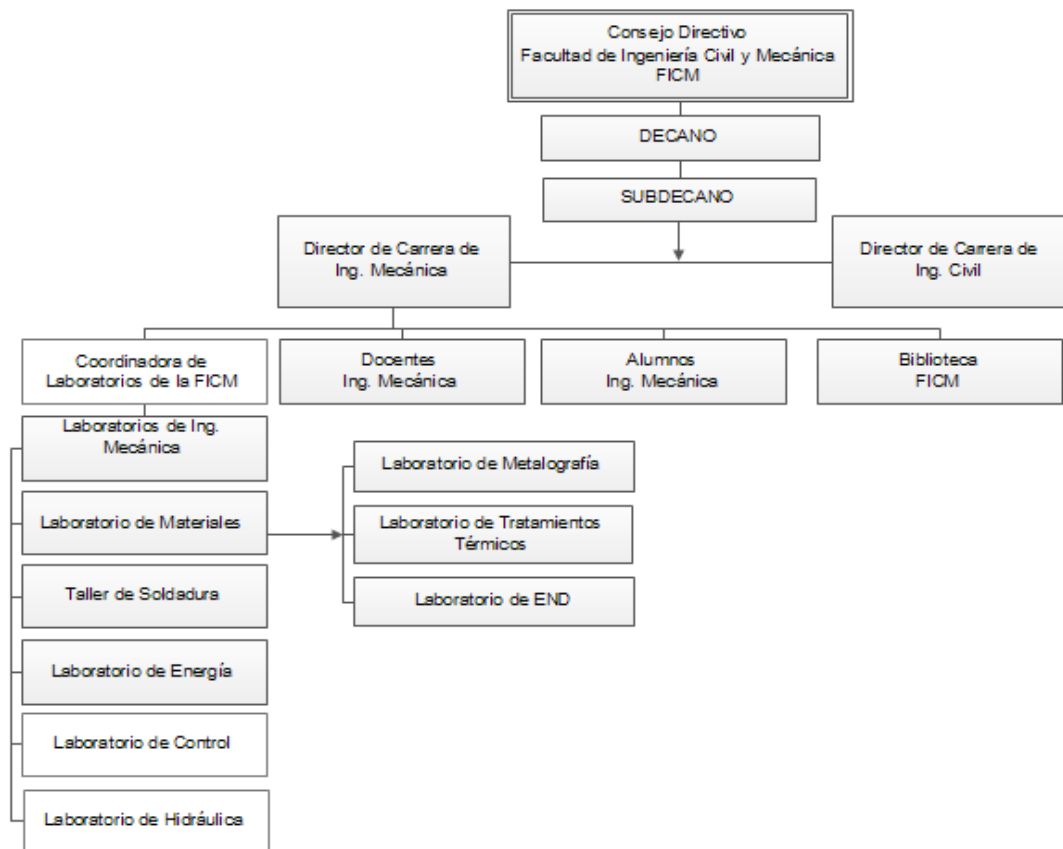 Consejo Directivo
Facultad de Ingeniería Civil y Mecánica
FICM
DECANO
SUBDECANO
Director de Carrera de
Ing. Mecánica
Director de Carrera de
Ing. Civil
Coordinadora de
Laboratorios de la FICM
Docentes
Ing. Mecánica
Alumnos
Ing. Mecánica
Biblioteca
FICM
Laboratorios de Ing.
Mecánica
Laboratorio de Materiales
Taller de Soldadura
Laboratorio de Energía
Laboratorio de Control
Laboratorio de Hidráulica
Laboratorio de Metalografía
Laboratorio de Tratamientos
Térmicos
Laboratorio de END